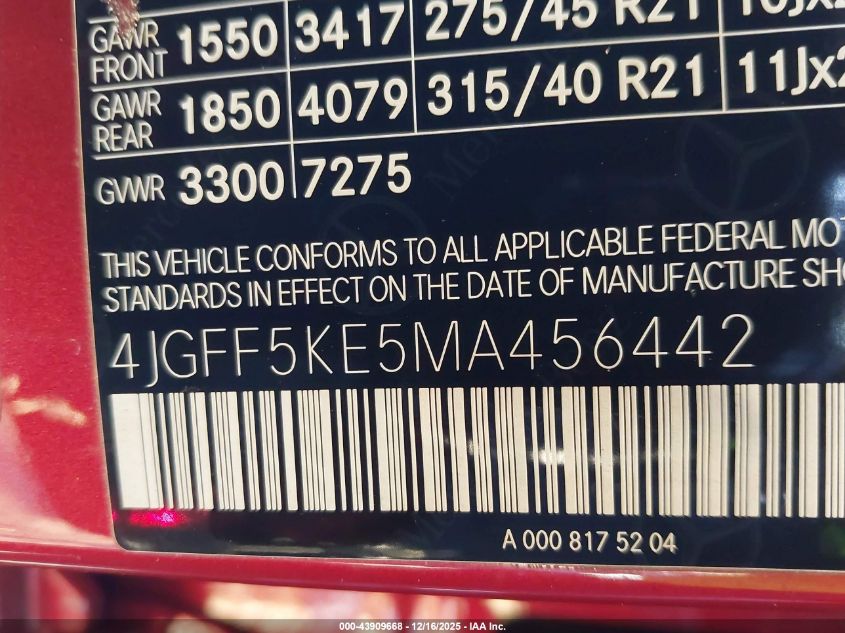 GAWR FRONT 1550 3417 275/45 R21
GAWR REAR 1850 4079 315/40 R21 11Jx2
GVWR 3300 7275
THIS VEHICLE CONFORMS TO ALL APPLICABLE FEDERAL MOT
STANDARDS IN EFFECT ON THE DATE OF MANUFACTURE SHO
4JGFF5KE5MA456442
A 000 817 52 04
000-43909668 - 12/16/2025 - IAA Inc.